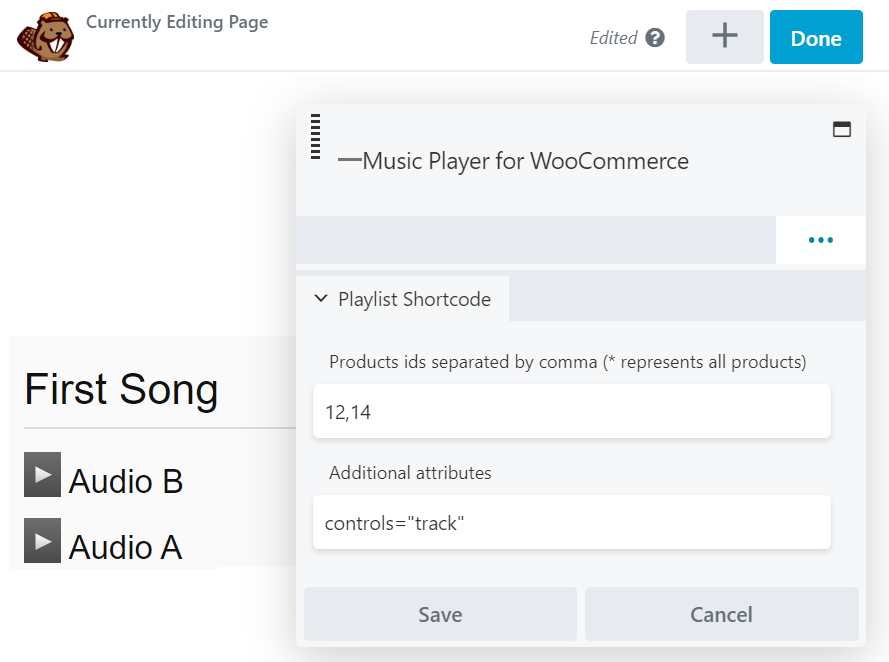 Currently Editing Page
Edited ?
Done
—Music Player for WooCommerce
Playlist Shortcode
Products ids separated by comma (* represents all products)
12,14
Additional attributes
controls="track"
Save
Cancel
First Song
Audio B
Audio A